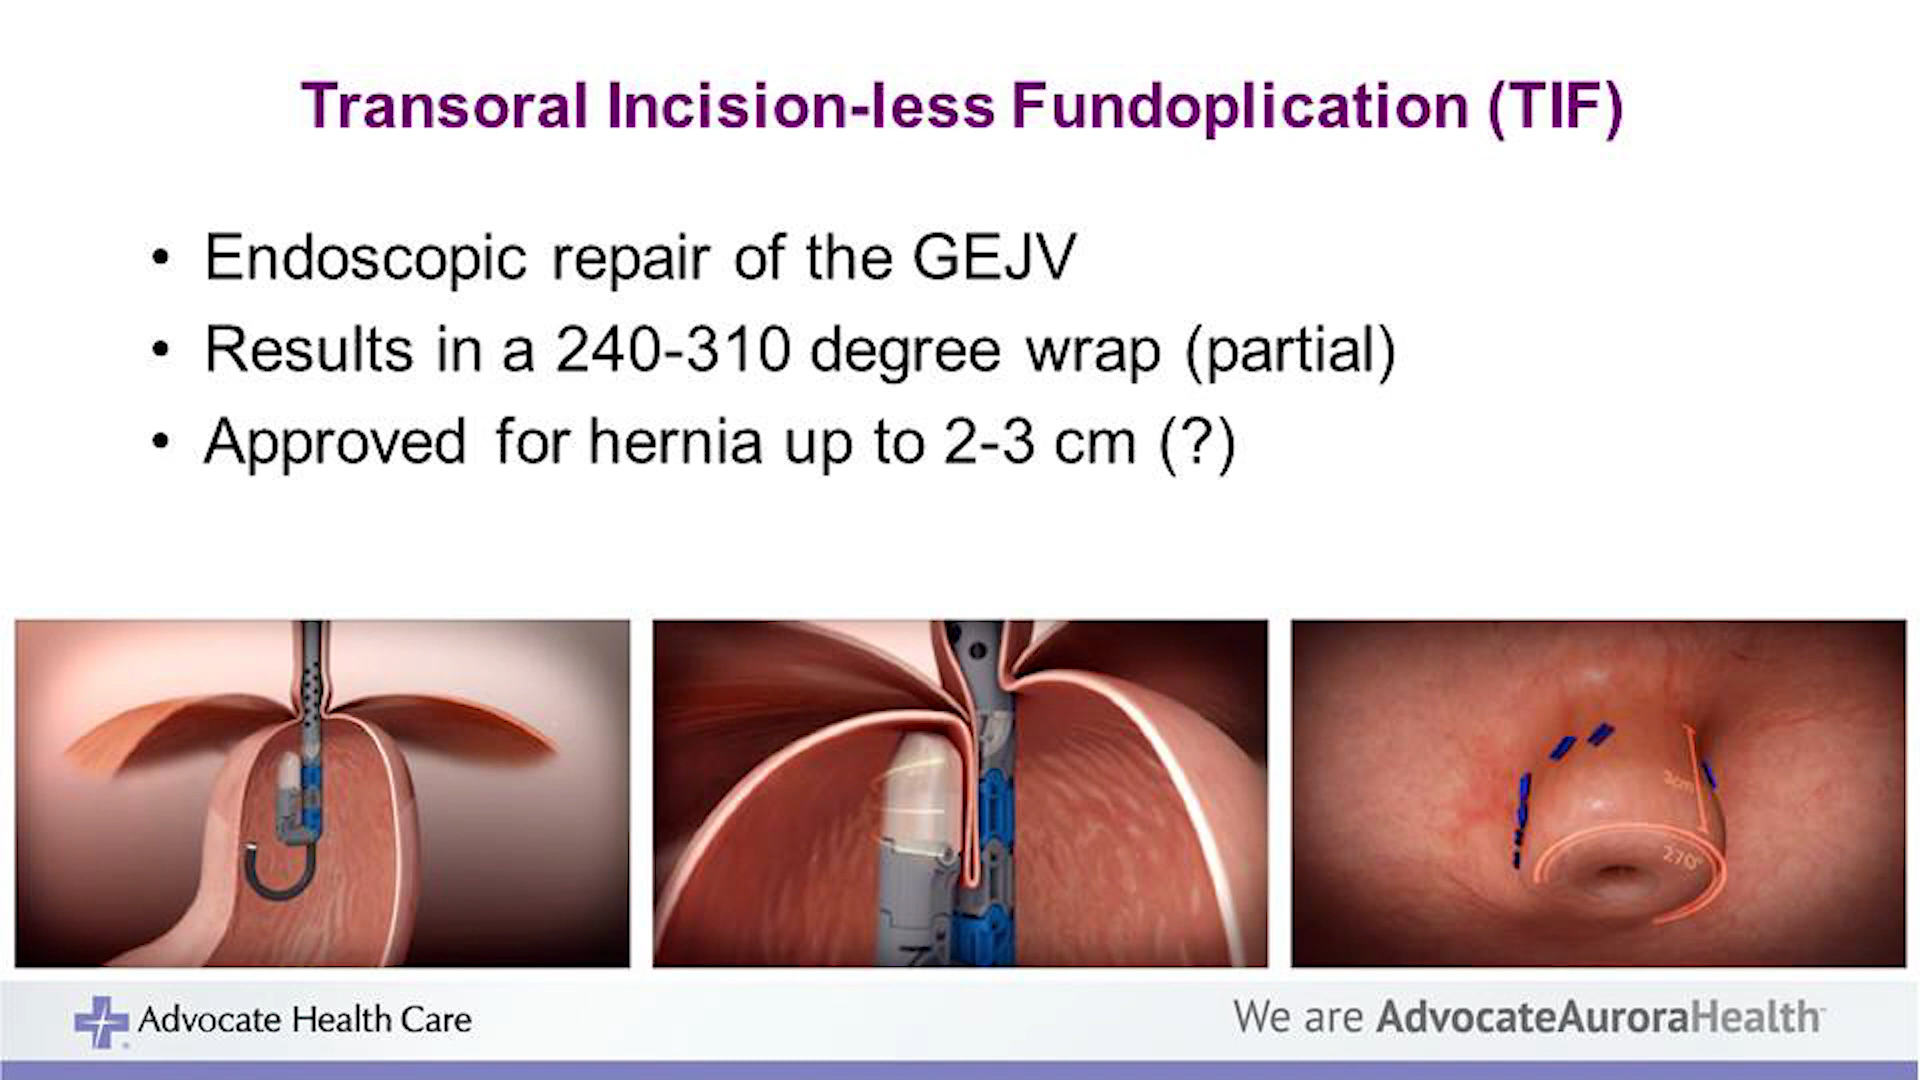 Transoral Incision-less Fundoplication (TIF)
• Endoscopic repair of the GEJV
• Results in a 240-310 degree wrap (partial)
• Approved for hernia up to 2-3 cm (?)
3cm
270°
Advocate Health Care
We are AdvocateAuroraHealth